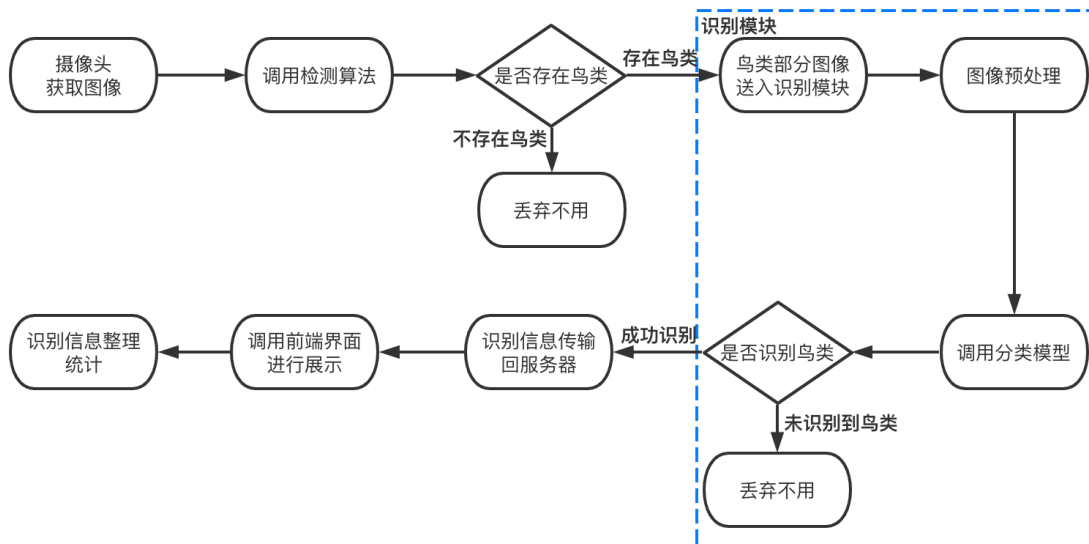 识别模块
摄像头
获取图像
调用检测算法
是否存在鸟类
存在鸟类
鸟类部分图像
送入识别模块
图像预处理
不存在鸟类
丢弃不用
识别信息整理
统计
调用前端界面
进行展示
识别信息传输
回服务器
成功识别
是否识别鸟类
调用分类模型
未识别到鸟类
丢弃不用